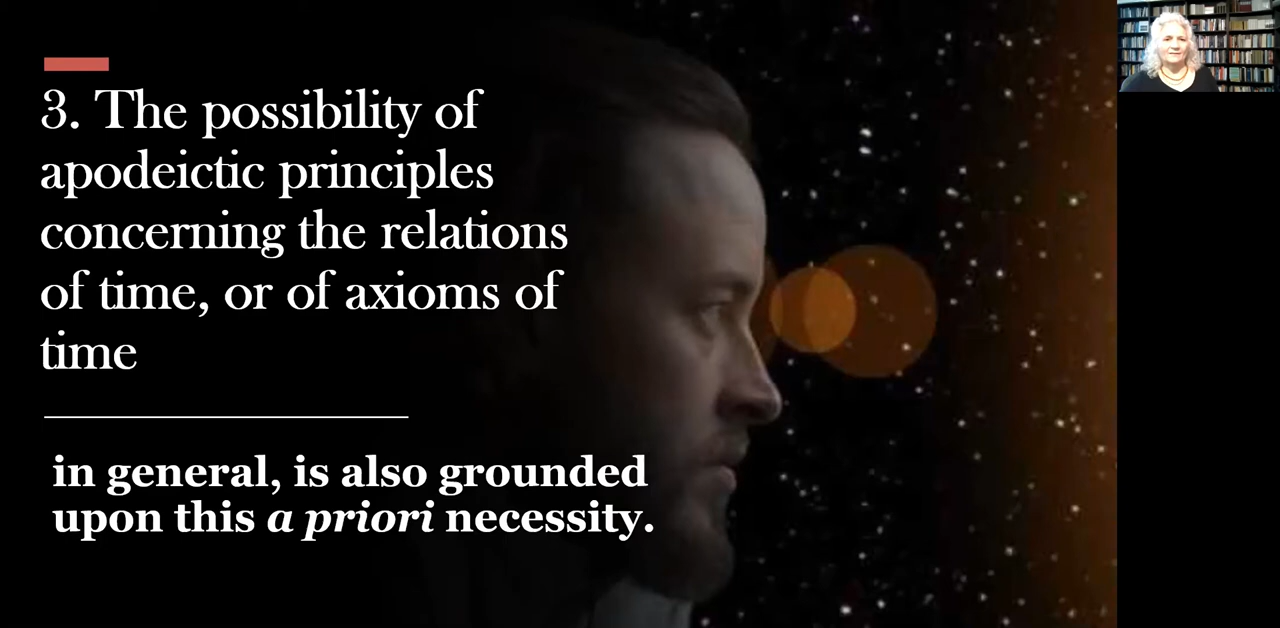 3. The possibility of
apodeictic principles
concerning the relations
of time, or of axioms of
time
in general, is also grounded
upon this a priori necessity.